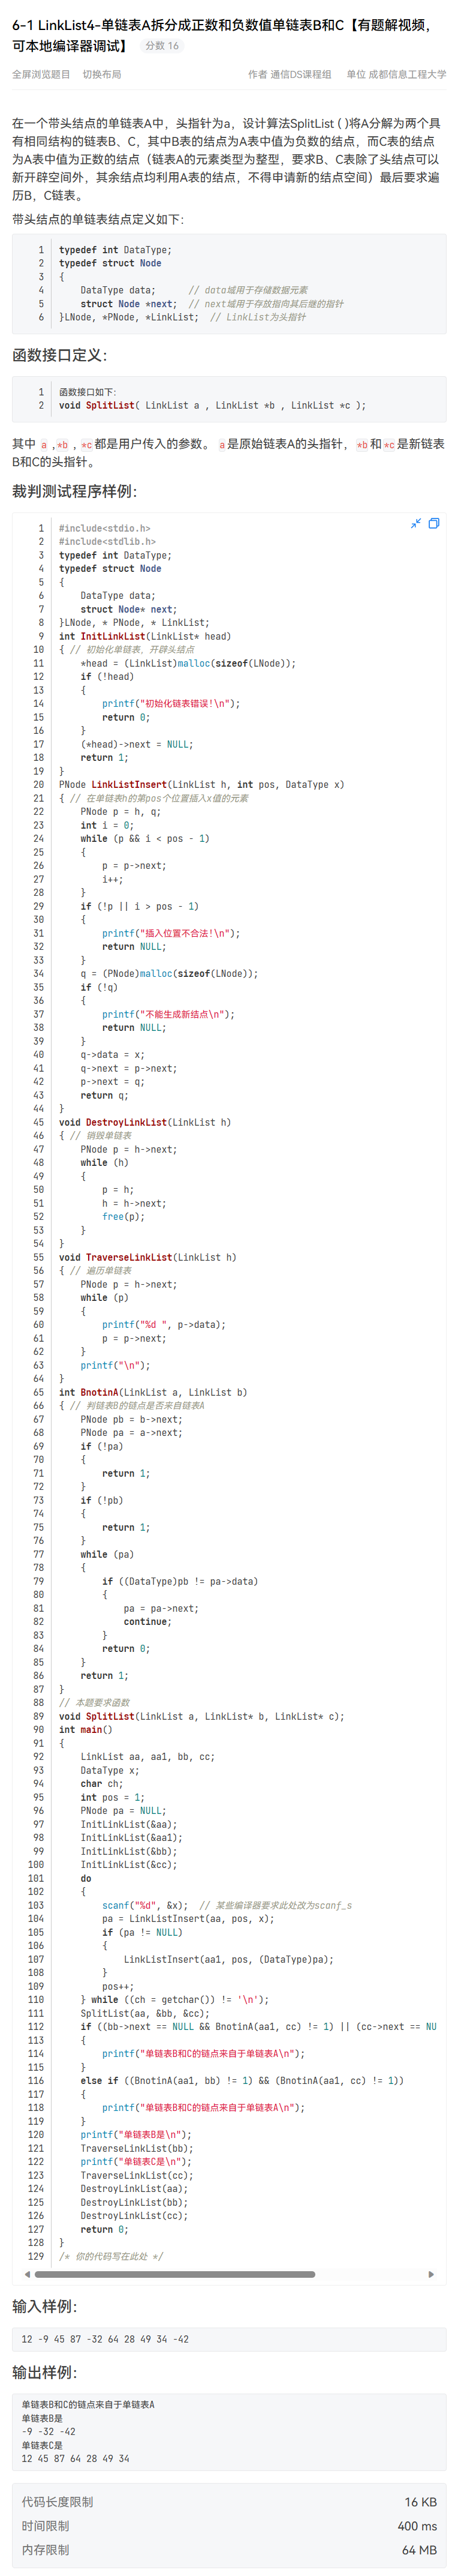 6-1 LinkList4-单链表A拆分成正数和负数值单链表B和C【有题解视频，
可本地编译器调试】 分数 16
全屏浏览题目 切换布局 作者 通信DS课程组 单位 成都信息工程大学
在一个带头结点的单链表A中，头指针为a，设计算法SplitList ( )将A分解为两个具
有相同结构的链表B、C，其中B表的结点为A表中值为负数的结点，而C表的结点
为A表中值为正数的结点（链表A的元素类型为整型，要求B、C表除了头结点可以
新开辟空间外，其余结点均利用A表的结点，不得申请新的结点空间）最后要求遍
历B，C链表。
带头结点的单链表结点定义如下：
1 typedef int DataType;
2 typedef struct Node
3 {
4     DataType data;      // data域用于存储数据元素
5     struct Node *next;  // next域用于存放指向其后继的指针
6 }LNode, *PNode, *LinkList;  // LinkList为头指针
函数接口定义：
1 函数接口如下：
2 void SplitList( LinkList a , LinkList *b , LinkList *c );
其中 a ,*b , *c都是用户传入的参数。 a是原始链表A的头指针， *b和*c是新链表
B和C的头指针。
裁判测试程序样例：
1 #include<stdio.h>
2 #include<stdlib.h>
3 typedef int DataType;
4 typedef struct Node
5 {
6     DataType data;
7     struct Node* next;
8 }LNode, * PNode, * LinkList;
9 int InitLinkList(LinkList* head)
10 { // 初始化单链表，开辟头结点
11     *head = (LinkList)malloc(sizeof(LNode));
12     if (!head)
13     {
14         printf("初始化链表错误!\n");
15         return 0;
16     }
17     (*head)->next = NULL;
18     return 1;
19 }
20 PNode LinkListInsert(LinkList h, int pos, DataType x)
21 { // 在单链表h的第pos个位置插入x值的元素
22     PNode p = h, q;
23     int i = 0;
24     while (p && i < pos - 1)
25     {
26         p = p->next;
27         i++;
28     }
29     if (!p || i > pos - 1)
30     {
31         printf("插入位置不合法!\n");
32         return NULL;
33     }
34     q = (PNode)malloc(sizeof(LNode));
35     if (!q)
36     {
37         printf("不能生成新结点\n");
38         return NULL;
39     }
40     q->data = x;
41     q->next = p->next;
42     p->next = q;
43     return q;
44 }
45 void DestroyLinkList(LinkList h)
46 { // 销毁单链表
47     PNode p = h->next;
48     while (h)
49     {
50         p = h;
51         h = h->next;
52         free(p);
53     }
54 }
55 void TraverseLinkList(LinkList h)
56 { // 遍历单链表
57     PNode p = h->next;
58     while (p)
59     {
60         printf("%d ", p->data);
61         p = p->next;
62     }
63     printf("\n");
64 }
65 int BnotinA(LinkList a, LinkList b)
66 { // 判链表B的链点是否来自链表A
67     PNode pb = b->next;
68     PNode pa = a->next;
69     if (!pa)
70     {
71         return 1;
72     }
73     if (!pb)
74     {
75         return 1;
76     }
77     while (pa)
78     {
79         if ((DataType)pb != pa->data)
80         {
81             pa = pa->next;
82             continue;
83         }
84         return 0;
85     }
86     return 1;
87 }
88 // 本题要求函数
89 void SplitList(LinkList a, LinkList* b, LinkList* c);
90 int main()
91 {
92     LinkList aa, aa1, bb, cc;
93     DataType x;
94     char ch;
95     int pos = 1;
96     PNode pa = NULL;
97     InitLinkList(&aa);
98     InitLinkList(&aa1);
99     InitLinkList(&bb);
100     InitLinkList(&cc);
101     do
102     {
103         scanf("%d", &x);  // 某些编译器要求此处改为scanf_s
104         pa = LinkListInsert(aa, pos, x);
105         if (pa != NULL)
106         {
107             LinkListInsert(aa1, pos, (DataType)pa);
108         }
109         pos++;
110     } while ((ch = getchar()) != '\n');
111     SplitList(aa, &bb, &cc);
112     if ((bb->next == NULL && BnotinA(aa1, cc) != 1) || (cc->next == NU
113     {
114         printf("单链表B和C的链点来自于单链表A\n");
115     }
116     else if ((BnotinA(aa1, bb) != 1) && (BnotinA(aa1, cc) != 1))
117     {
118         printf("单链表B和C的链点来自于单链表A\n");
119     }
120     printf("单链表B是\n");
121     TraverseLinkList(bb);
122     printf("单链表C是\n");
123     TraverseLinkList(cc);
124     DestroyLinkList(aa);
125     DestroyLinkList(bb);
126     DestroyLinkList(cc);
127     return 0;
128 }
129 /* 你的代码写在此处 */
输入样例：
12 -9 45 87 -32 64 28 49 34 -42
输出样例：
单链表B和C的链点来自于单链表A
单链表B是
-9 -32 -42
单链表C是
12 45 87 64 28 49 34
代码长度限制 16 KB
时间限制 400 ms
内存限制 64 MB